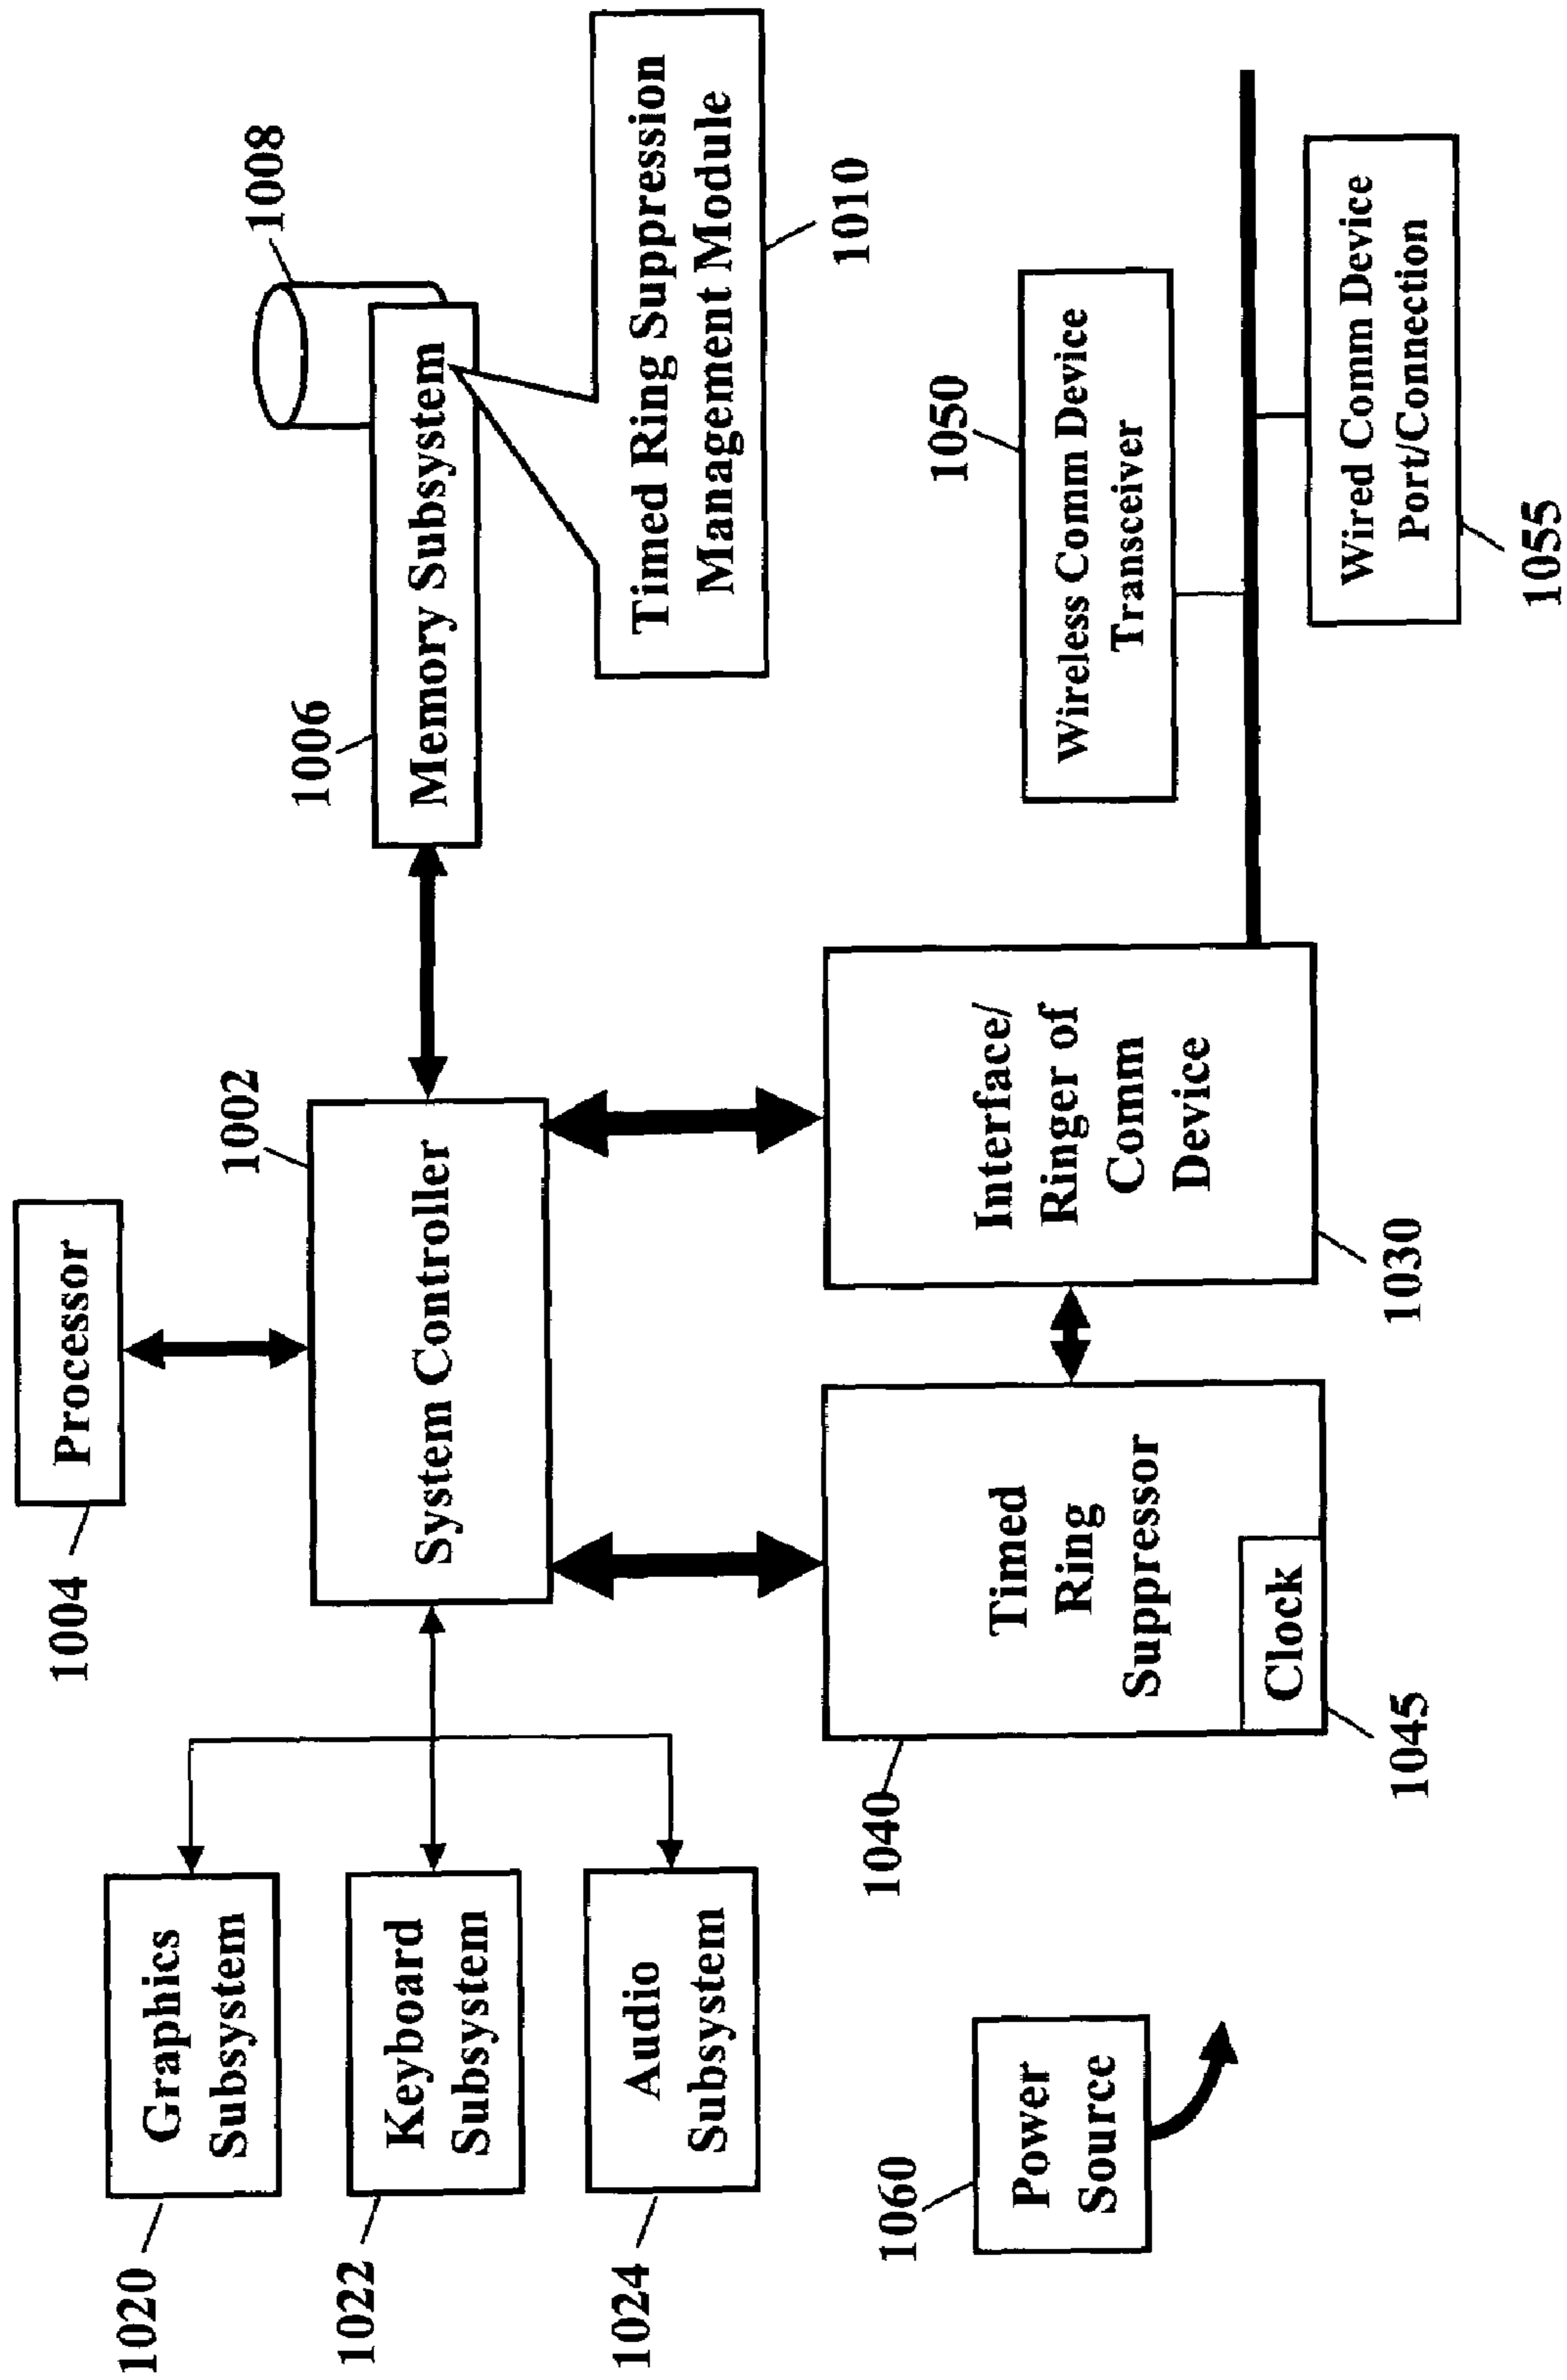 1004
Processor
1002
System Controller
1006
Memory Subsystem
1008
Timed Ring Suppression
Management Module
1010
1020
Graphics
Subsystem
1022
Keyboard
Subsystem
1024
Audio
Subsystem
1040
Timed
Ring
Suppressor
Clock
1045
Interface/
Ringer of
Comm
Device
1030
1050
Wireless Comm Device
Transceiver
Wired Comm Device
Port/Connection
1055
1060
Power
Source